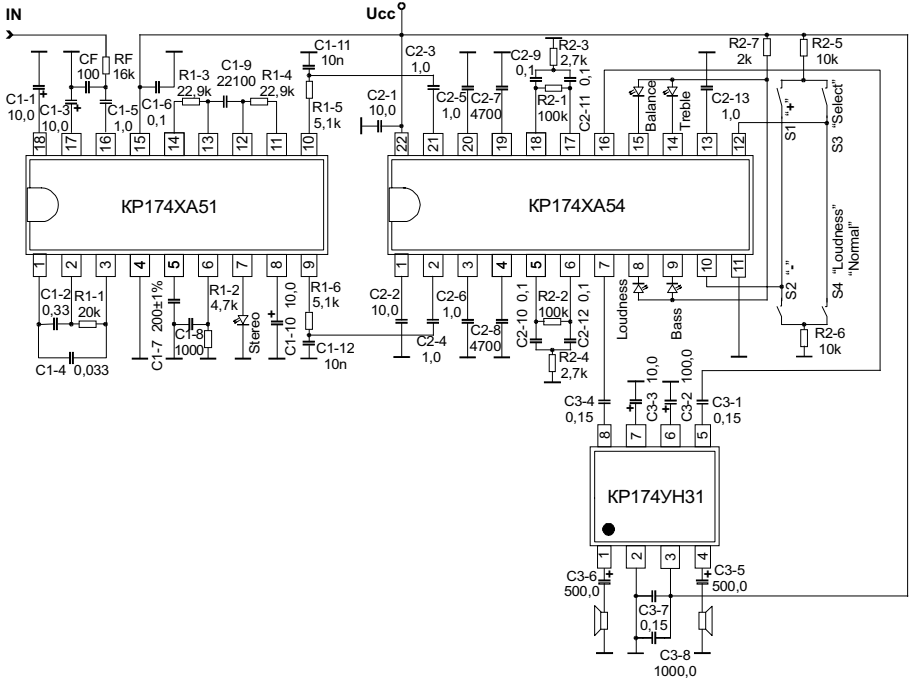 IN
Ucc
CF
100
RF
16k
C1-1
10,0
C1-3
10,0
C1-5
1,0
C1-6
0,1
R1-3
22,9k
C1-9
22100
R1-4
22,9k
C1-11
10n
R1-5
5,1k
C2-1
10,0
C2-3
1,0
C2-5
1,0
C2-7
4700
C2-9
0,1
R2-3
2,7k
R2-1
100k
C2-11 0,1
Balance
Treble
C2-13
1,0
R2-7
2k
R2-5
10k
S1 "+"
S3 "Select"
18 17 16 15 14 13 12 11 10
КР174ХА51
1 2 3 4 5 6 7 8 9
22 21 20 19 18 17 16 15 14 13 12
КР174ХА54
1 2 3 4 5 6 7 8 9 10 11
C1-2
0,33
R1-1
20k
C1-4 0,033
C1-7 200±1%
C1-8
1000
R1-2
4,7k
Stereo
C1-10 10,0
R1-6
5,1k
C1-12
10n
C2-2
10,0
C2-4
1,0
C2-6
1,0
C2-8
4700
C2-10 0,1
R2-2
100k
C2-12 0,1
R2-4
2,7k
Loudness
Bass
S2 "-"
S4 "Loudness"
"Normal"
R2-6
10k
C3-4
0,15
C3-3 10,0
C3-2 100,0
C3-1
0,15
8 7 6 5
КР174УН31
1 2 3 4
C3-6
500,0
C3-5
500,0
C3-7
0,15
C3-8
1000,0